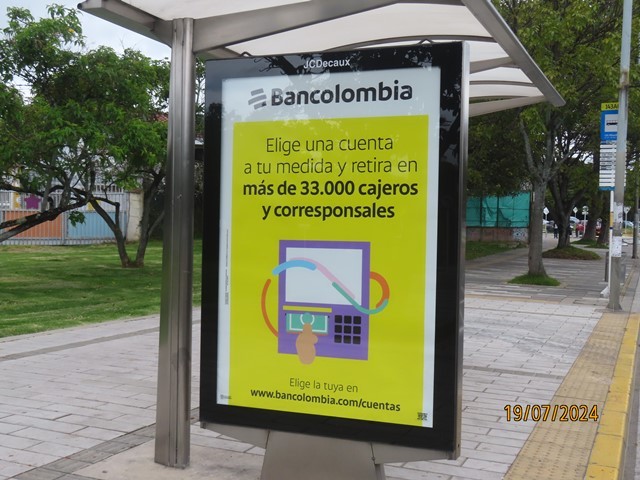 JCDecaux
Bancolombia
Elige una cuenta
a tu medida y retira en
más de 33.000 cajeros
y corresponsales
Elige la tuya en
www.bancolombia.com/cuentas
19/07/2024